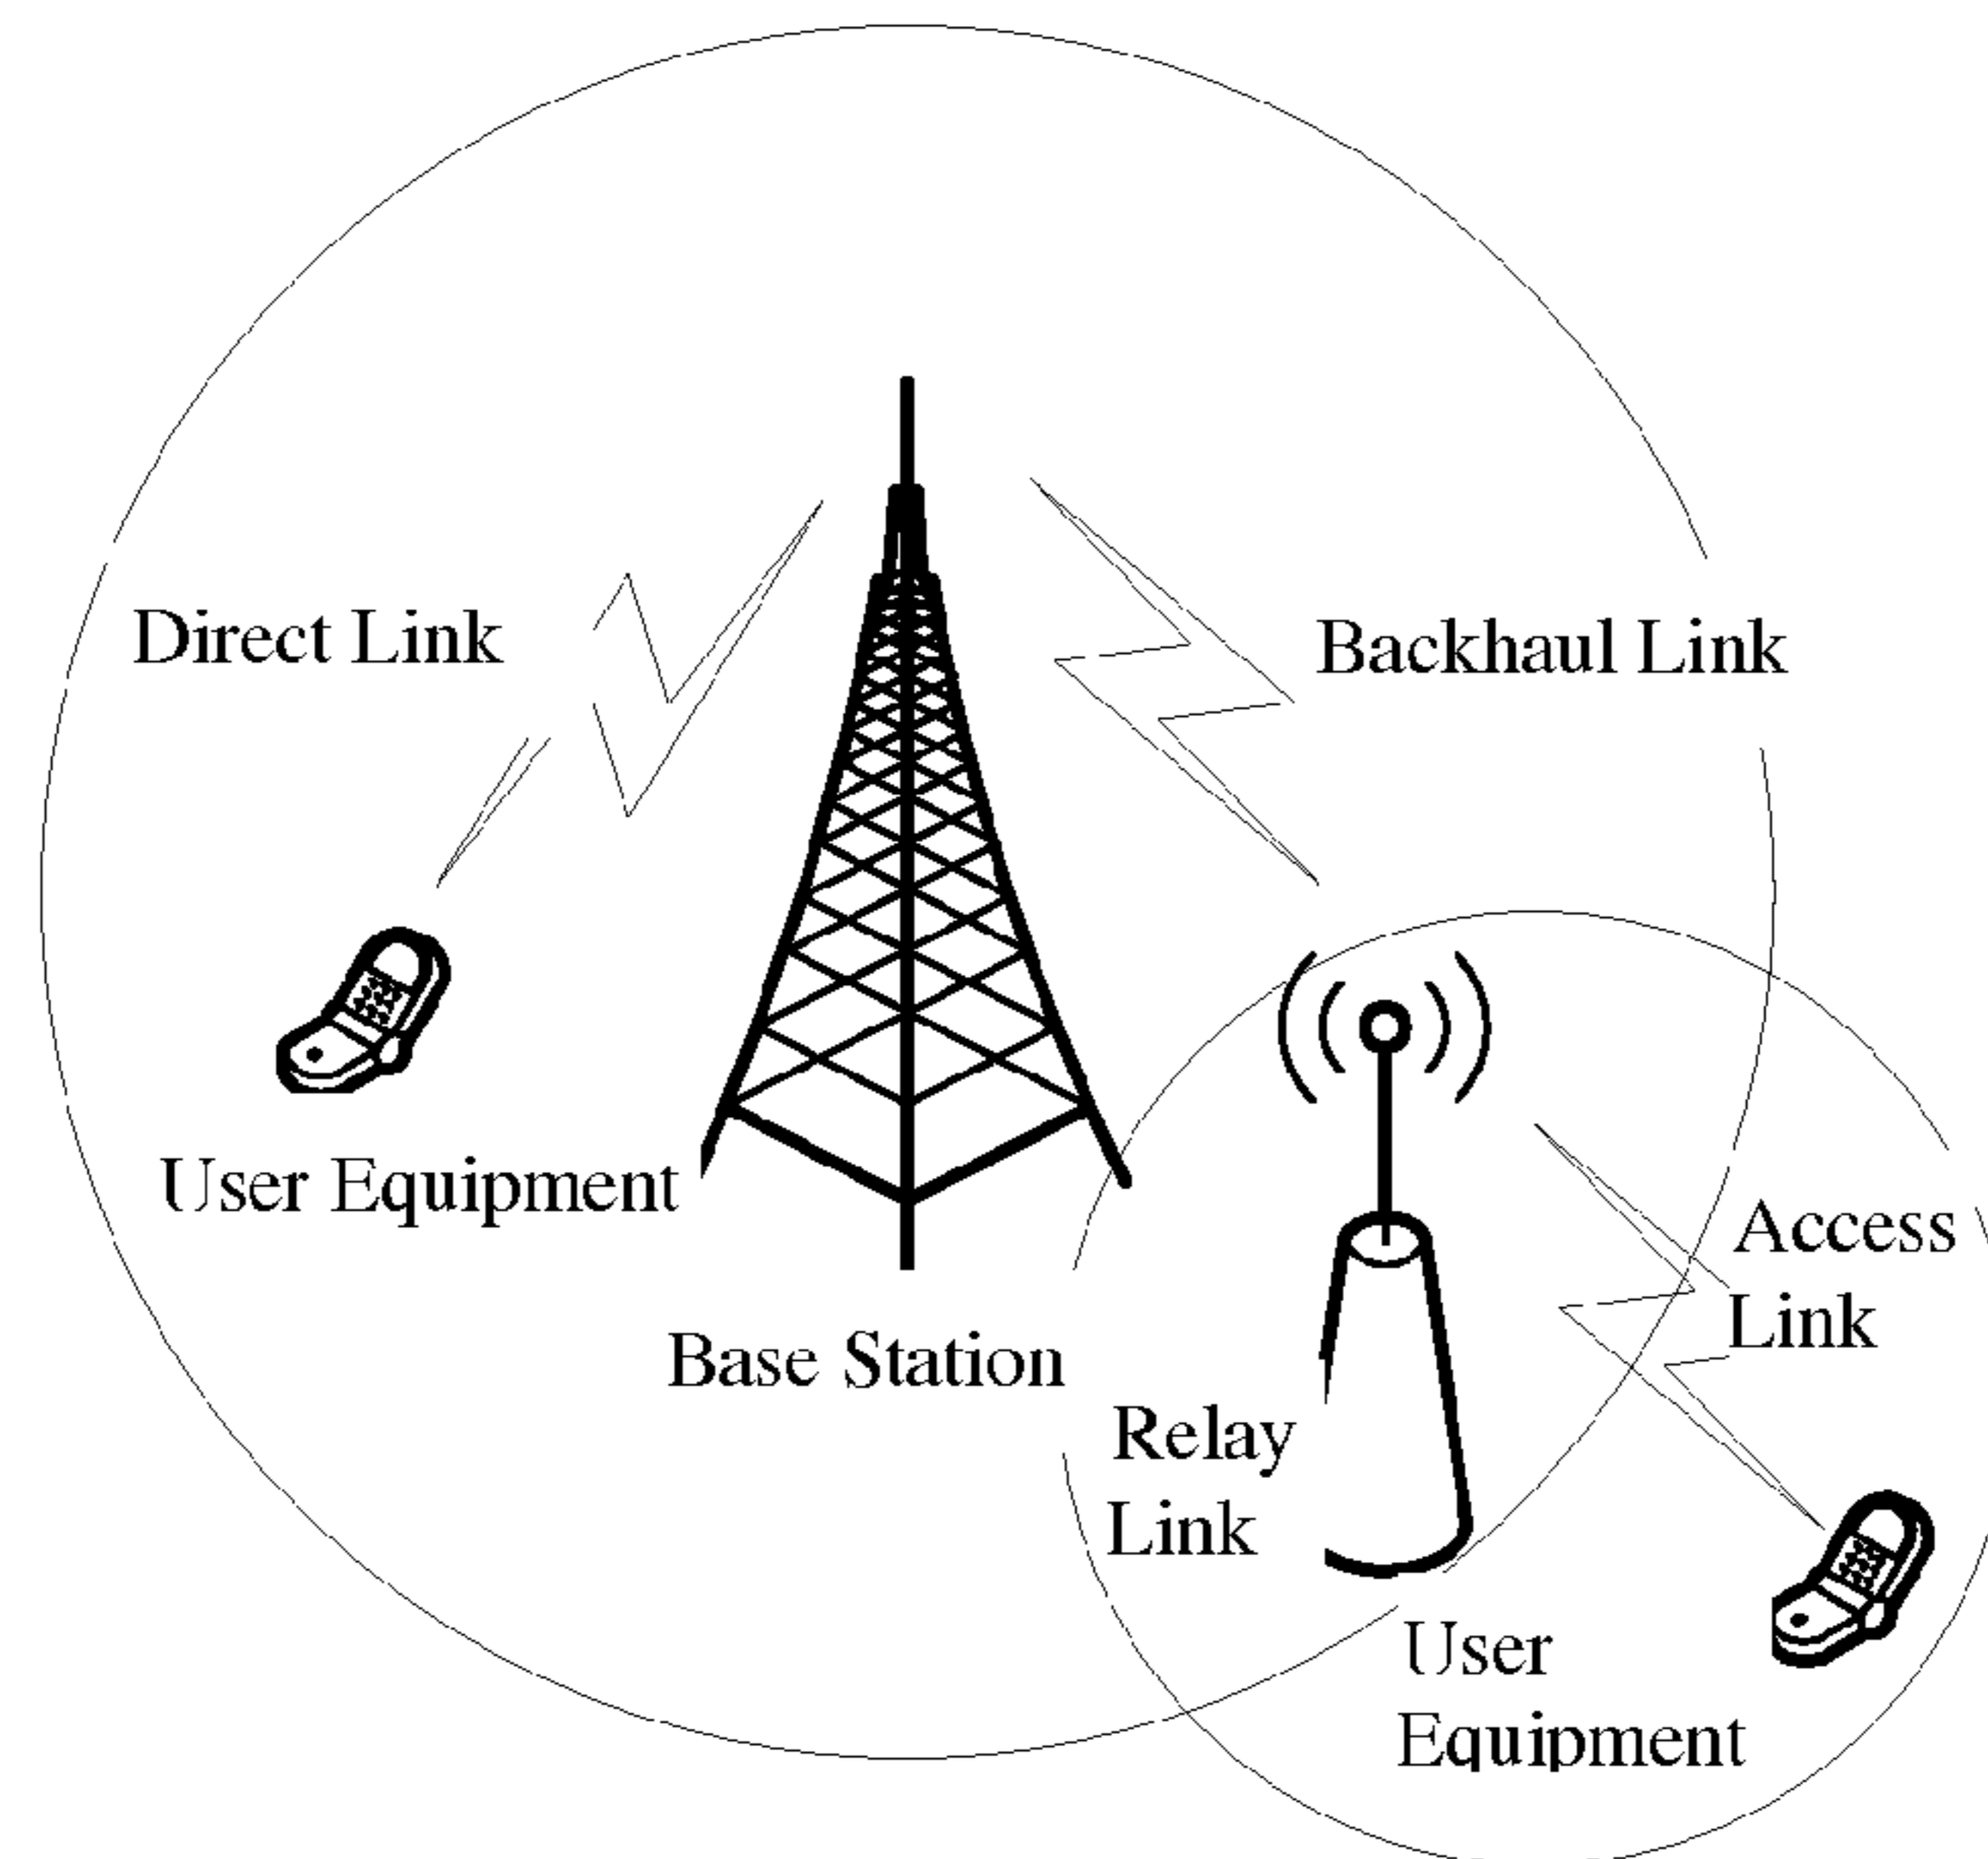 Direct Link
Backhaul Link
User Equipment
Access
Link
Base Station
Relay
Link
User
Equipment